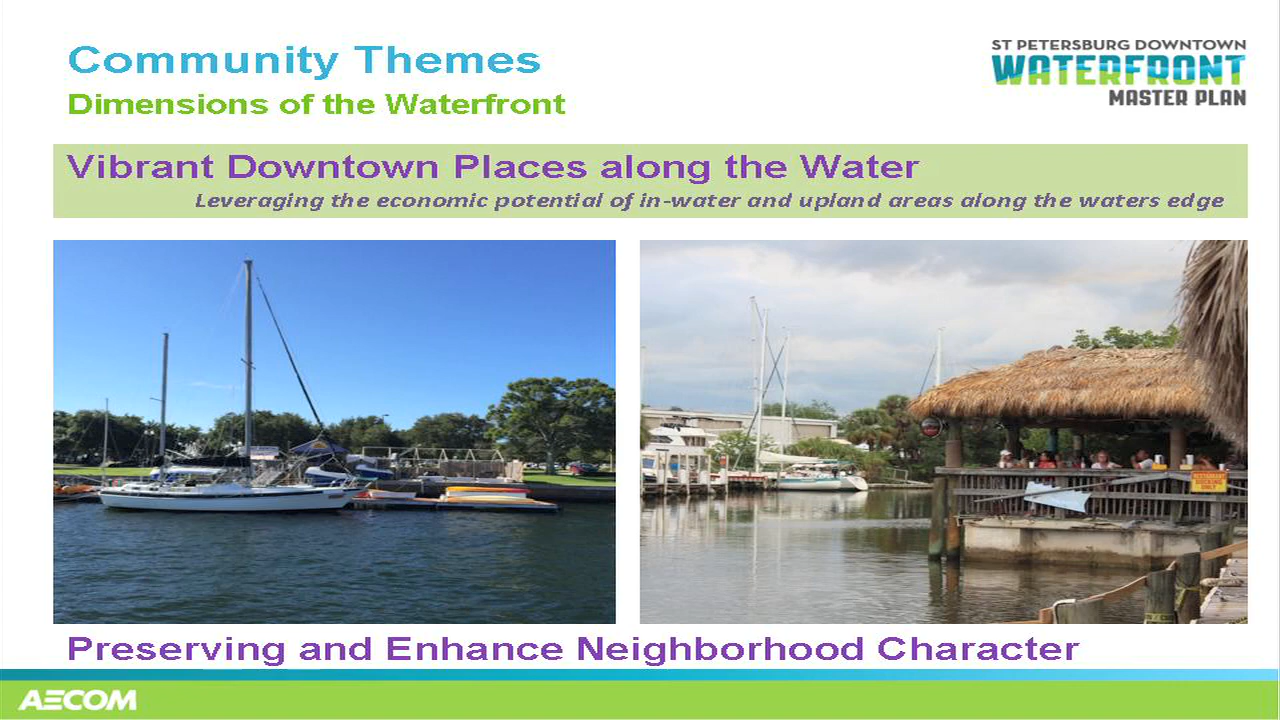 Community Themes
Dimensions of the Waterfront
ST PETERSBURG DOWNTOWN
WATERFRONT
MASTER PLAN
Vibrant Downtown Places along the Water
Leveraging the economic potential of in-water and upland areas along the waters edge
Preserving and Enhance Neighborhood Character
AECOM